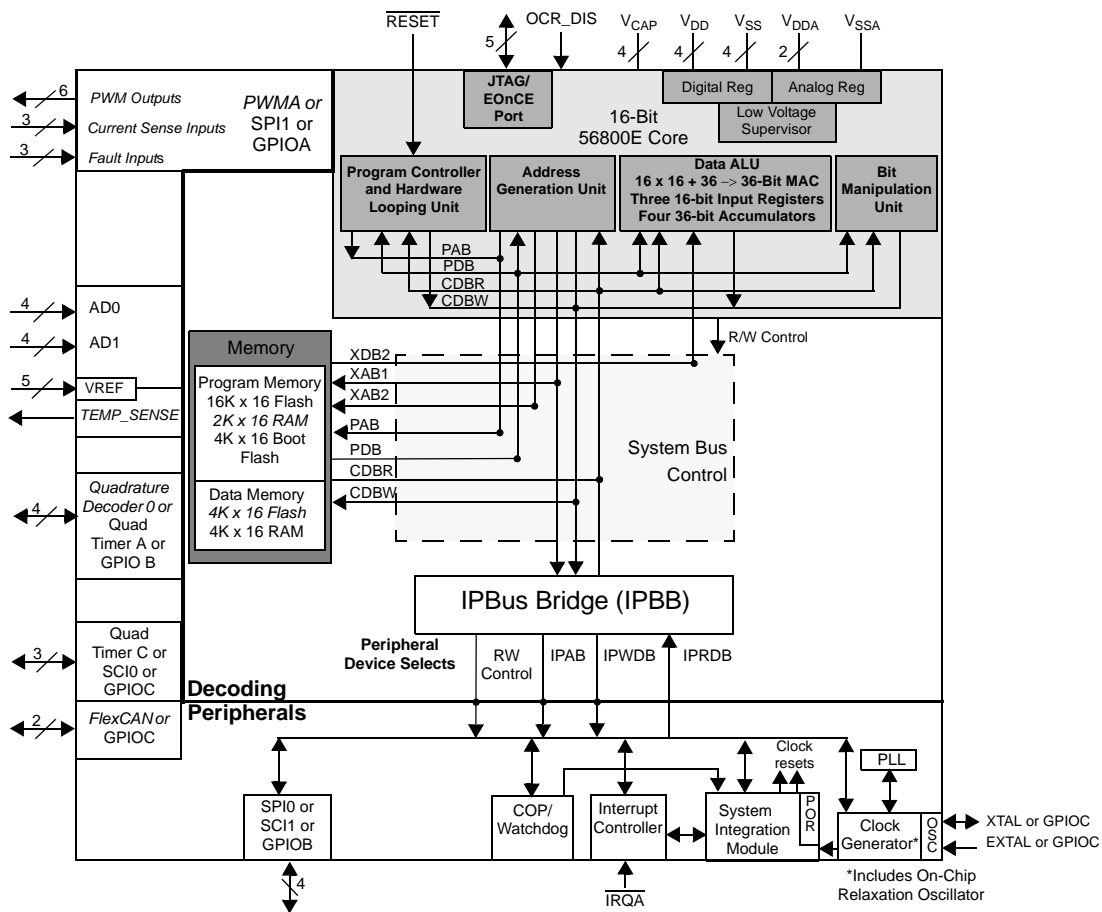 RESET
5
OCR_DIS
VCAP
VDD
VSS
VDDA
VSSA
4
4
4
2
6
PWM Outputs
3
Current Sense Inputs
3
Fault Inputs
PWMA or
SPI1 or
GPIOA
JTAG/
EOnCE
Port
16-Bit
56800E Core
Digital Reg
Analog Reg
Low Voltage
Supervisor
Program Controller
and Hardware
Looping Unit
Address
Generation Unit
Data ALU
16 x 16 + 36 –> 36-Bit MAC
Three 16-bit Input Registers
Four 36-bit Accumulators
Bit
Manipulation
Unit
PAB
PDB
CDBR
CDBW
R/W Control
4
AD0
4
AD1
5
VREF
TEMP_SENSE
Memory
Program Memory
16K x 16 Flash
2K x 16 RAM
4K x 16 Boot
Flash
Data Memory
4K x 16 Flash
4K x 16 RAM
XDB2
XAB1
XAB2
PAB
PDB
CDBR
CDBW
System Bus
Control
4
Quadrature
Decoder 0 or
Quad
Timer A or
GPIO B
3
Quad
Timer C or
SCI0 or
GPIOC
2
FlexCAN or
GPIOC
IPBus Bridge (IPBB)
Peripheral
Device Selects
RW
Control
IPAB
IPWDB
IPRDB
Decoding
Peripherals
Clock
resets
PLL
SPI0 or
SCI1 or
GPIOB
4
COP/
Watchdog
Interrupt
Controller
IRQA
System
Integration
Module
POR
Clock
Generator*
OSC
XTAL or GPIOC
EXTAL or GPIOC
*Includes On-Chip
Relaxation Oscillator